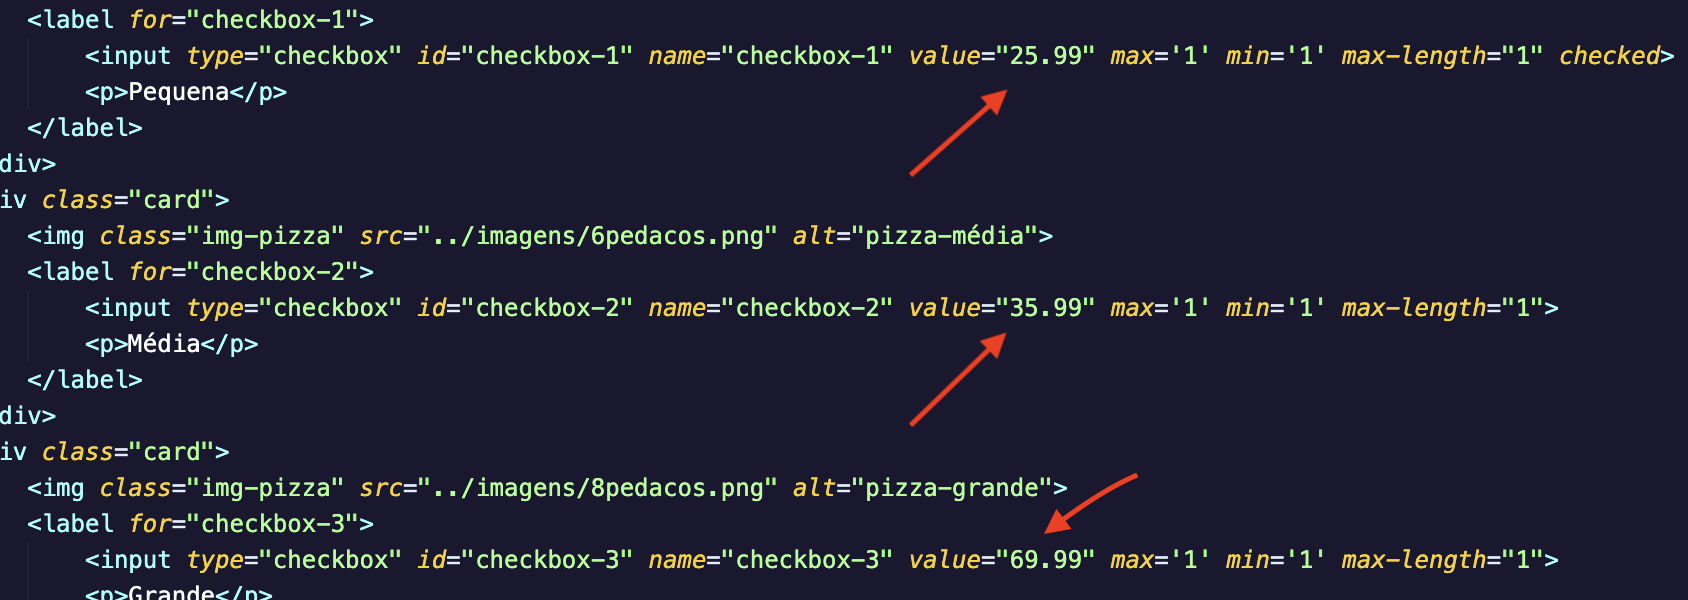 <label for="checkbox-1">
<input type="checkbox" id="checkbox-1" name="checkbox-1" value="25.99" max='1' min='1' max-length="1" checked>
<p>Pequena</p>
</label>
div>
iv class="card">
<img class="img-pizza" src="../imagens/6pedacos.png" alt="pizza-média">
<label for="checkbox-2">
<input type="checkbox" id="checkbox-2" name="checkbox-2" value="35.99" max='1' min='1' max-length="1">
<p>Média</p>
</label>
div>
iv class="card">
<img class="img-pizza" src="../imagens/8pedacos.png" alt="pizza-grande">
<label for="checkbox-3">
<input type="checkbox" id="checkbox-3" name="checkbox-3" value="69.99" max='1' min='1' max-length="1">
<p>Grande</p>